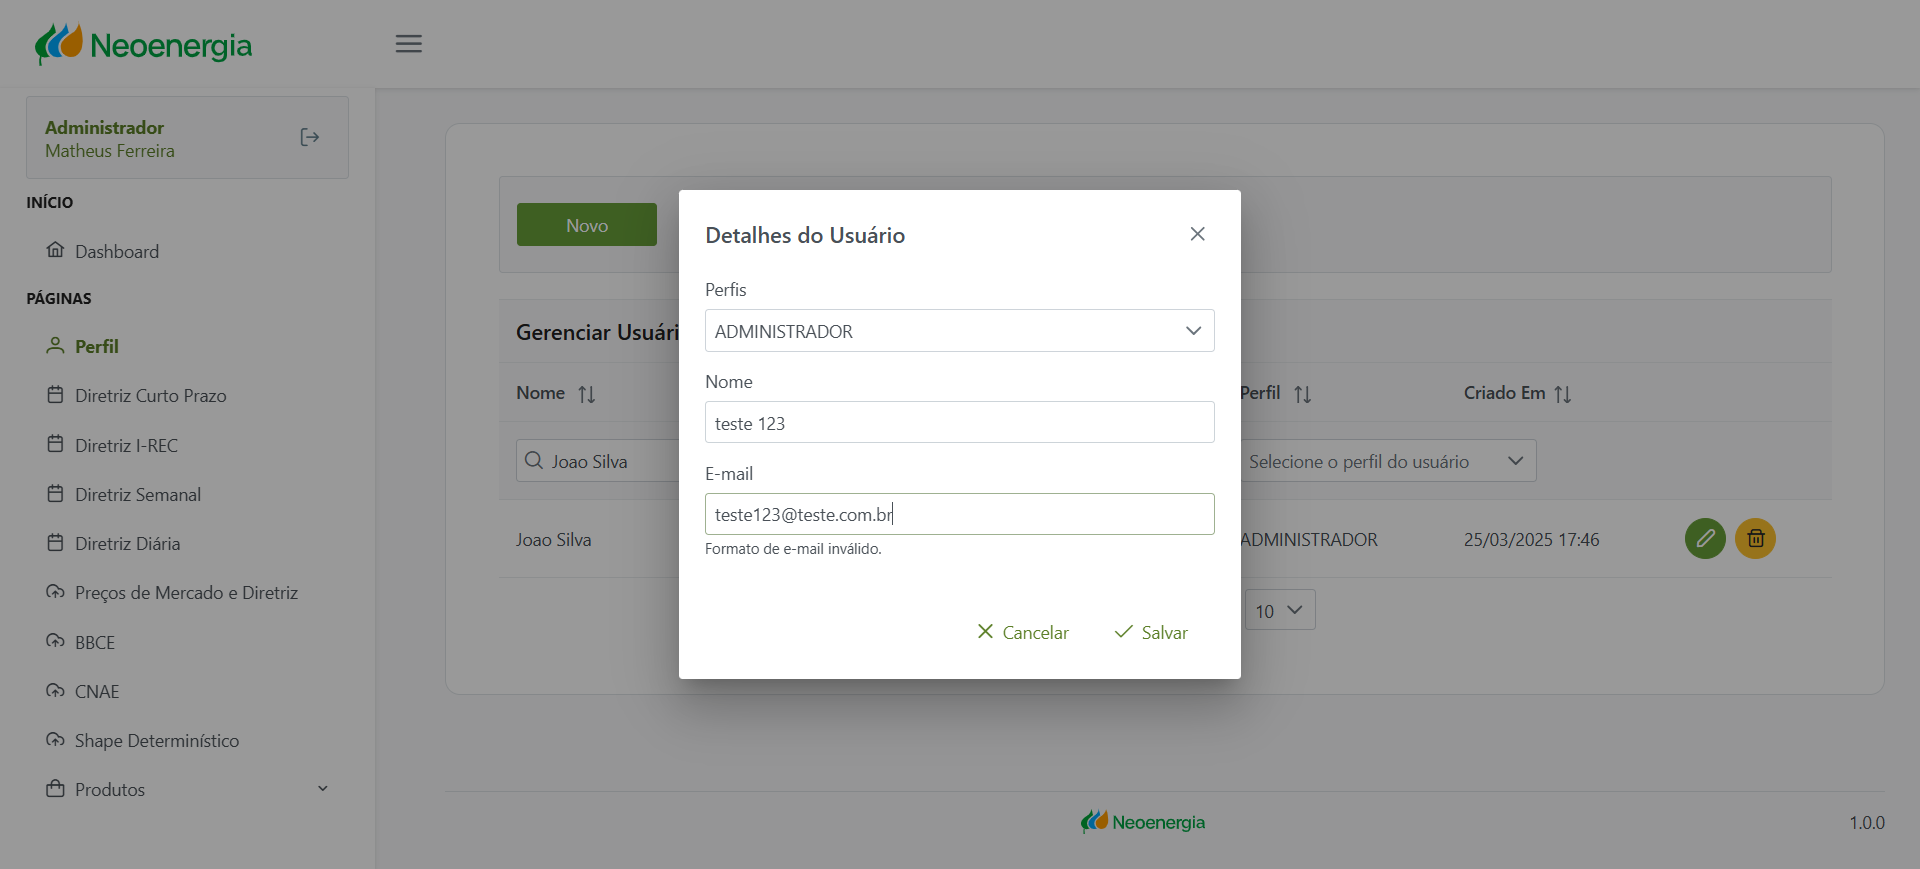 Neoenergia
Administrador
Matheus Ferreira
INÍCIO
Dashboard
PÁGINAS
Perfil
Diretriz Curto Prazo
Diretriz I-REC
Diretriz Semanal
Diretriz Diária
Preços de Mercado e Diretriz
BBCE
CNAE
Shape Determinístico
Produtos
Novo
Gerenciar Usuári
Nome
Perfil
Criado Em
Joao Silva
Selecione o perfil do usuário
Joao Silva
ADMINISTRADOR
25/03/2025 17:46
10
Detalhes do Usuário
Perfis
ADMINISTRADOR
Nome
teste 123
E-mail
teste123@teste.com.br
Formato de e-mail inválido.
Cancelar
Salvar
Neoenergia
1.0.0